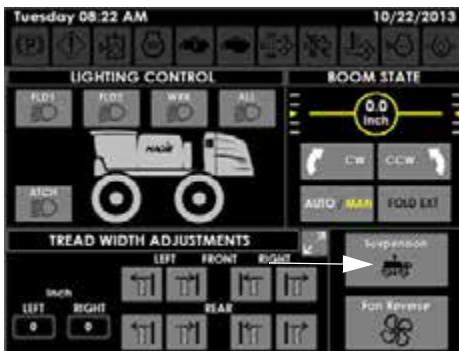 Tuesday 08:22 AM 10/22/2013
(P)
LIGHTING CONTROL BOOM STATE
FLD1 FLD2 WRK ALL
0.0
Inch
HAGIE
CW CCW
ATCH
AUTO / MAN FOLD EXT
TREAD WIDTH ADJUSTMENTS
Suspension
LEFT FRONT RIGHT
Inch
LEFT RIGHT
REAR
Fan Reverse
0 0